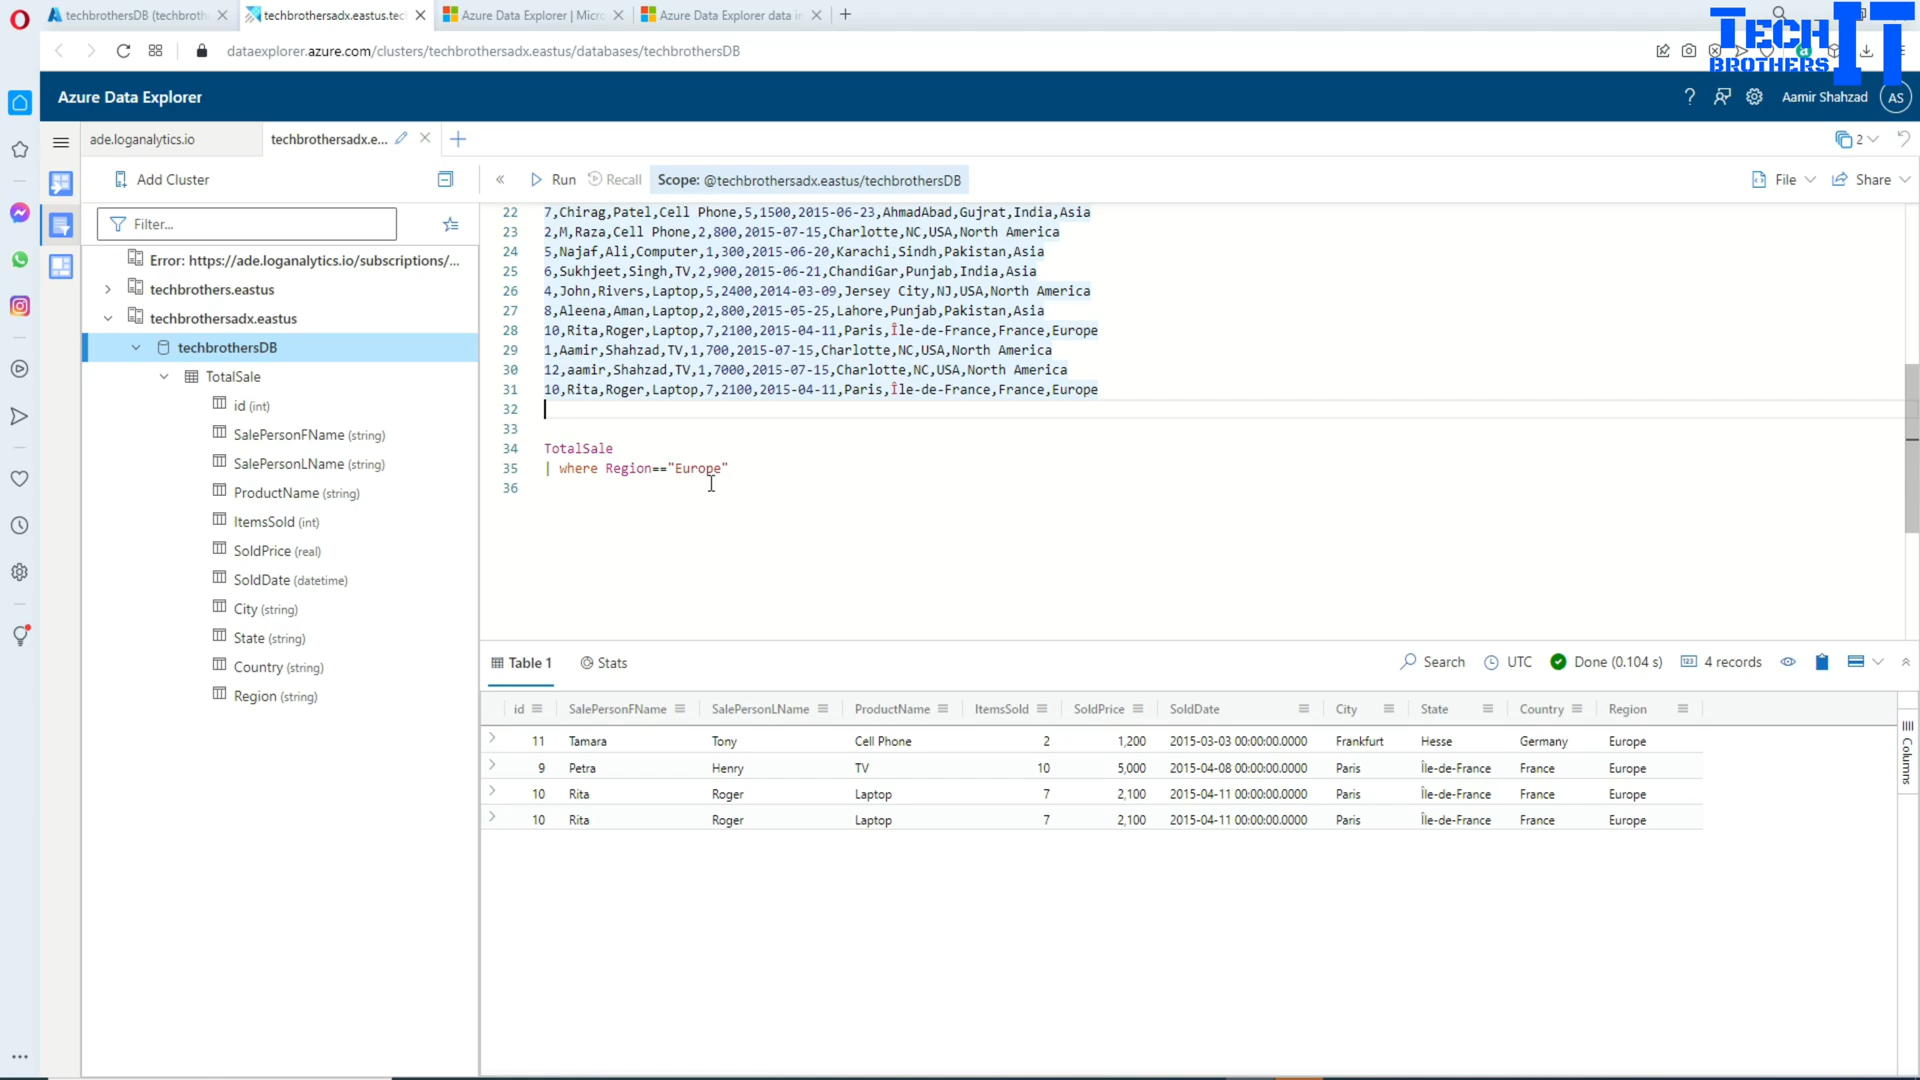 techbrothersDB (techbroth
techbrothersadx.eastus.tec
Azure Data Explorer | Micro
Azure Data Explorer data in
TECH IT
BROTHERS
dataexplorer.azure.com/clusters/techbrothersadx.eastus/databases/techbrothersDB
Azure Data Explorer
Aamir Shahzad
AS
ade.loganalytics.io
techbrothersadx.e...
2
Add Cluster
Run
Recall
Scope: @techbrothersadx.eastus/techbrothersDB
File
Share
Filter...
Error: https://ade.loganalytics.io/subscriptions/...
techbrothers.eastus
techbrothersadx.eastus
techbrothersDB
TotalSale
id (int)
SalePersonFName (string)
SalePersonLName (string)
ProductName (string)
ItemsSold (int)
SoldPrice (real)
SoldDate (datetime)
City (string)
State (string)
Country (string)
Region (string)
22 7,Chirag,Patel,Cell Phone,5,1500,2015-06-23,AhmadAbad,Gujrat,India,Asia
23 2,M,Raza,Cell Phone,2,800,2015-07-15,Charlotte,NC,USA,North America
24 5,Najaf,Ali,Computer,1,300,2015-06-20,Karachi,Sindh,Pakistan,Asia
25 6,Sukhjeet,Singh,TV,2,900,2015-06-21,ChandiGar,Punjab,India,Asia
26 4,John,Rivers,Laptop,5,2400,2014-03-09,Jersey City,NJ,USA,North America
27 8,Aleena,Aman,Laptop,2,800,2015-05-25,Lahore,Punjab,Pakistan,Asia
28 10,Rita,Roger,Laptop,7,2100,2015-04-11,Paris,Île-de-France,France,Europe
29 1,Aamir,Shahzad,TV,1,700,2015-07-15,Charlotte,NC,USA,North America
30 12,aamir,Shahzad,TV,1,7000,2015-07-15,Charlotte,NC,USA,North America
31 10,Rita,Roger,Laptop,7,2100,2015-04-11,Paris,Île-de-France,France,Europe
32
33
34 TotalSale
35 | where Region=="Europe"
36
Table 1
Stats
Search
UTC
Done (0.104 s)
4 records
id SalePersonFName SalePersonLName ProductName ItemsSold SoldPrice SoldDate City State Country Region
11 Tamara Tony Cell Phone 2 1,200 2015-03-03 00:00:00.0000 Frankfurt Hesse Germany Europe
9 Petra Henry TV 10 5,000 2015-04-08 00:00:00.0000 Paris Île-de-France France Europe
10 Rita Roger Laptop 7 2,100 2015-04-11 00:00:00.0000 Paris Île-de-France France Europe
10 Rita Roger Laptop 7 2,100 2015-04-11 00:00:00.0000 Paris Île-de-France France Europe
Columns